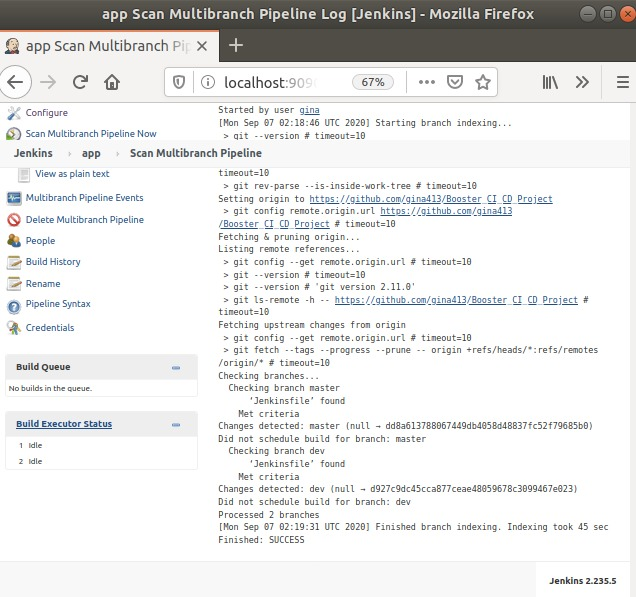 app Scan Multibranch Pipeline Log [Jenkins] - Mozilla Firefox
app Scan Multibranch Pip
localhost:909
67%
Configure
Scan Multibranch Pipeline Now
Started by user gina
[Mon Sep 07 02:18:46 UTC 2020] Starting branch indexing...
> git --version # timeout=10
Jenkins › app › Scan Multibranch Pipeline
View as plain text
Multibranch Pipeline Events
Delete Multibranch Pipeline
People
Build History
Rename
Pipeline Syntax
Credentials
Build Queue
No builds in the queue.
Build Executor Status
1 Idle
2 Idle
timeout=10
> git rev-parse --is-inside-work-tree # timeout=10
Setting origin to https://github.com/gina413/Booster_CI_CD_Project
> git config remote.origin.url https://github.com/gina413
/Booster_CI_CD_Project # timeout=10
Fetching & pruning origin...
Listing remote references...
> git config --get remote.origin.url # timeout=10
> git --version # timeout=10
> git --version # 'git version 2.11.0'
> git ls-remote -h -- https://github.com/gina413/Booster_CI_CD_Project #
timeout=10
Fetching upstream changes from origin
> git config --get remote.origin.url # timeout=10
> git fetch --tags --progress --prune -- origin +refs/heads/*:refs/remotes
/origin/* # timeout=10
Checking branches...
Checking branch master
‘Jenkinsfile’ found
Met criteria
Changes detected: master (null → dd8a613788067449db4058d48837fc52f79685b0)
Did not schedule build for branch: master
Checking branch dev
‘Jenkinsfile’ found
Met criteria
Changes detected: dev (null → d927c9dc45cca877ceae48059678c3099467e023)
Did not schedule build for branch: dev
Processed 2 branches
[Mon Sep 07 02:19:31 UTC 2020] Finished branch indexing. Indexing took 45 sec
Finished: SUCCESS
Jenkins 2.235.5